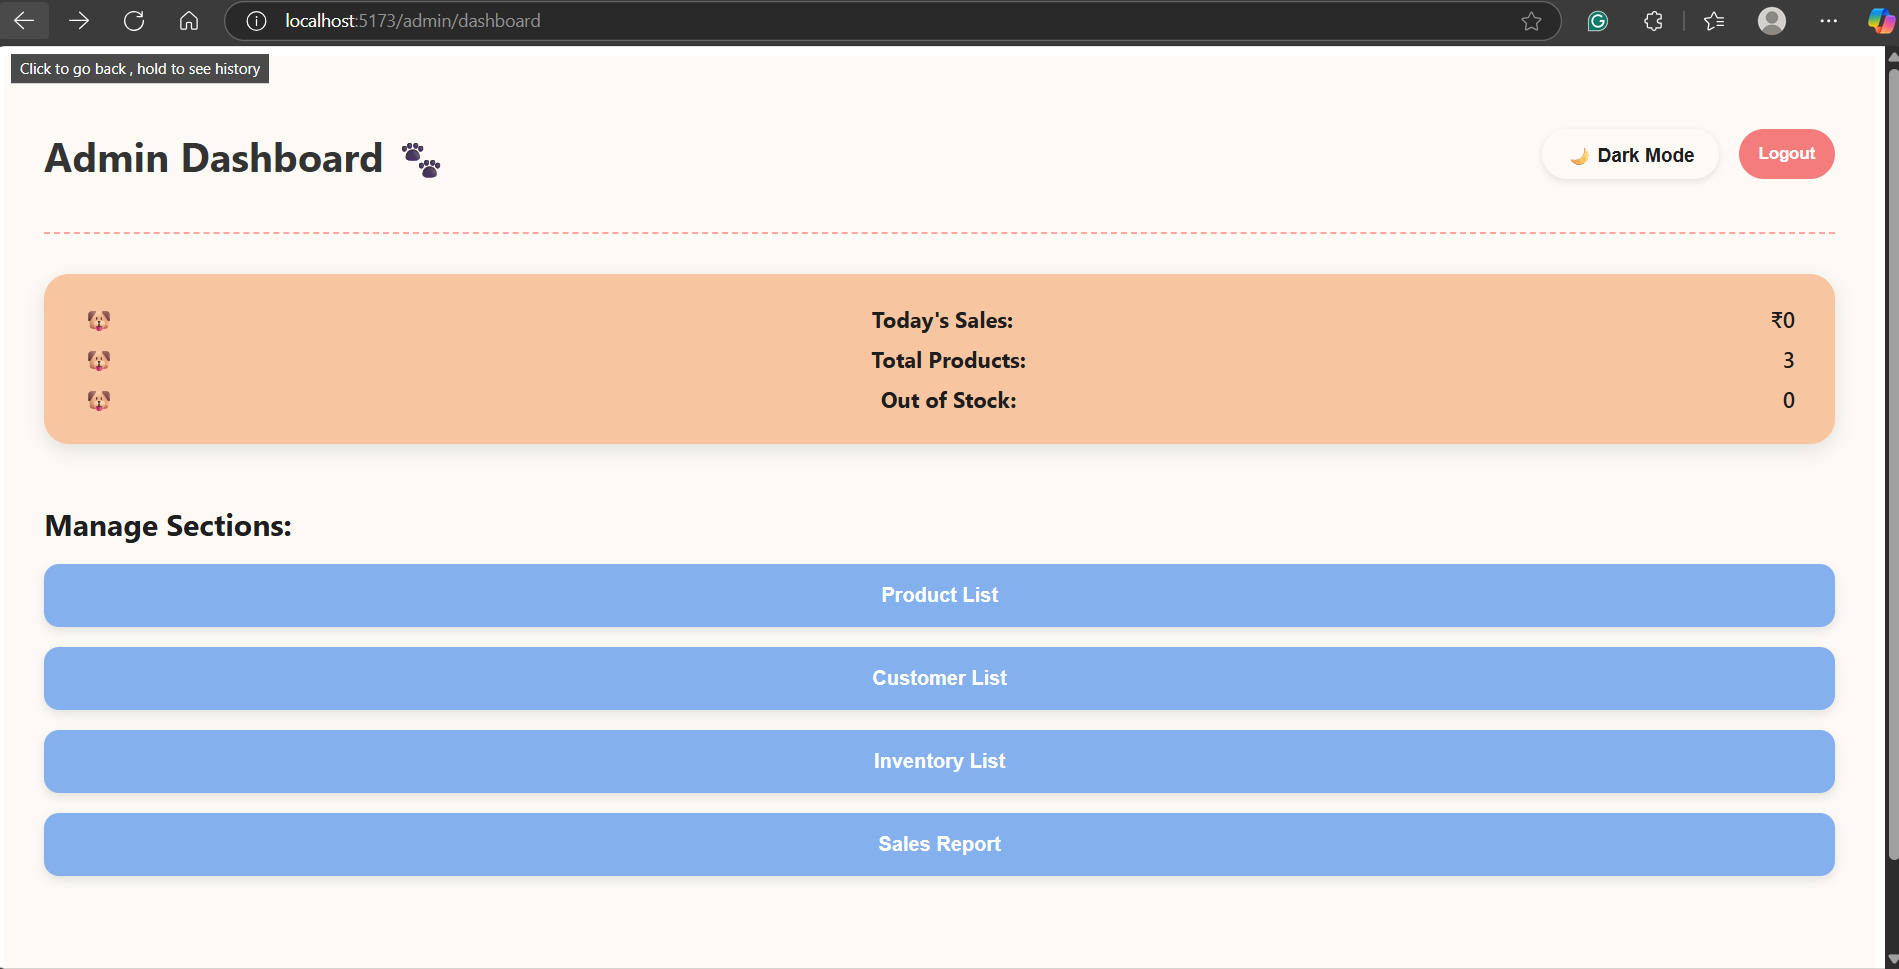 localhost:5173/admin/dashboard
Click to go back , hold to see history
Admin Dashboard
Dark Mode
Logout
Today's Sales: ₹0
Total Products: 3
Out of Stock: 0
Manage Sections:
Product List
Customer List
Inventory List
Sales Report